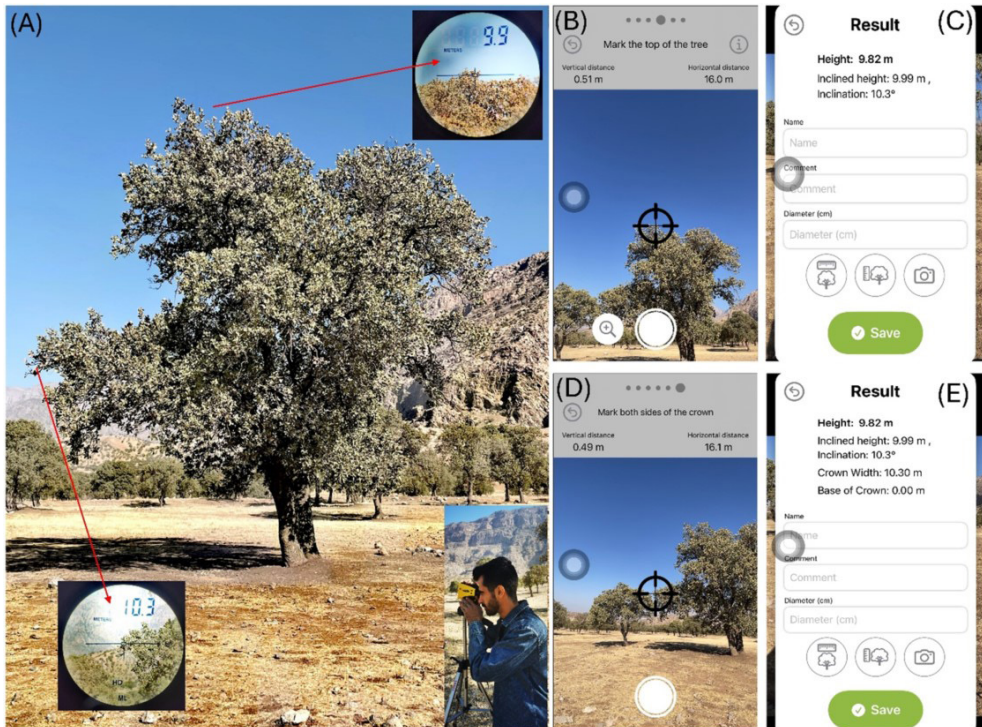 (A)
METERS
9.9
METERS
10.3
HD
ML
(B)
Mark the top of the tree
Vertical distance
0.51 m
Horizontal distance
16.0 m
(C)
Result
Height: 9.82 m
Inclined height: 9.99 m ,
Inclination: 10.3°
Name
Name
Comment
Comment
Diameter (cm)
Diameter (cm)
Save
(D)
Mark both sides of the crown
Vertical distance
0.49 m
Horizontal distance
16.1 m
(E)
Result
Height: 9.82 m
Inclined height: 9.99 m ,
Inclination: 10.3°
Crown Width: 10.30 m
Base of Crown: 0.00 m
Name
Name
Comment
Comment
Diameter (cm)
Diameter (cm)
Save